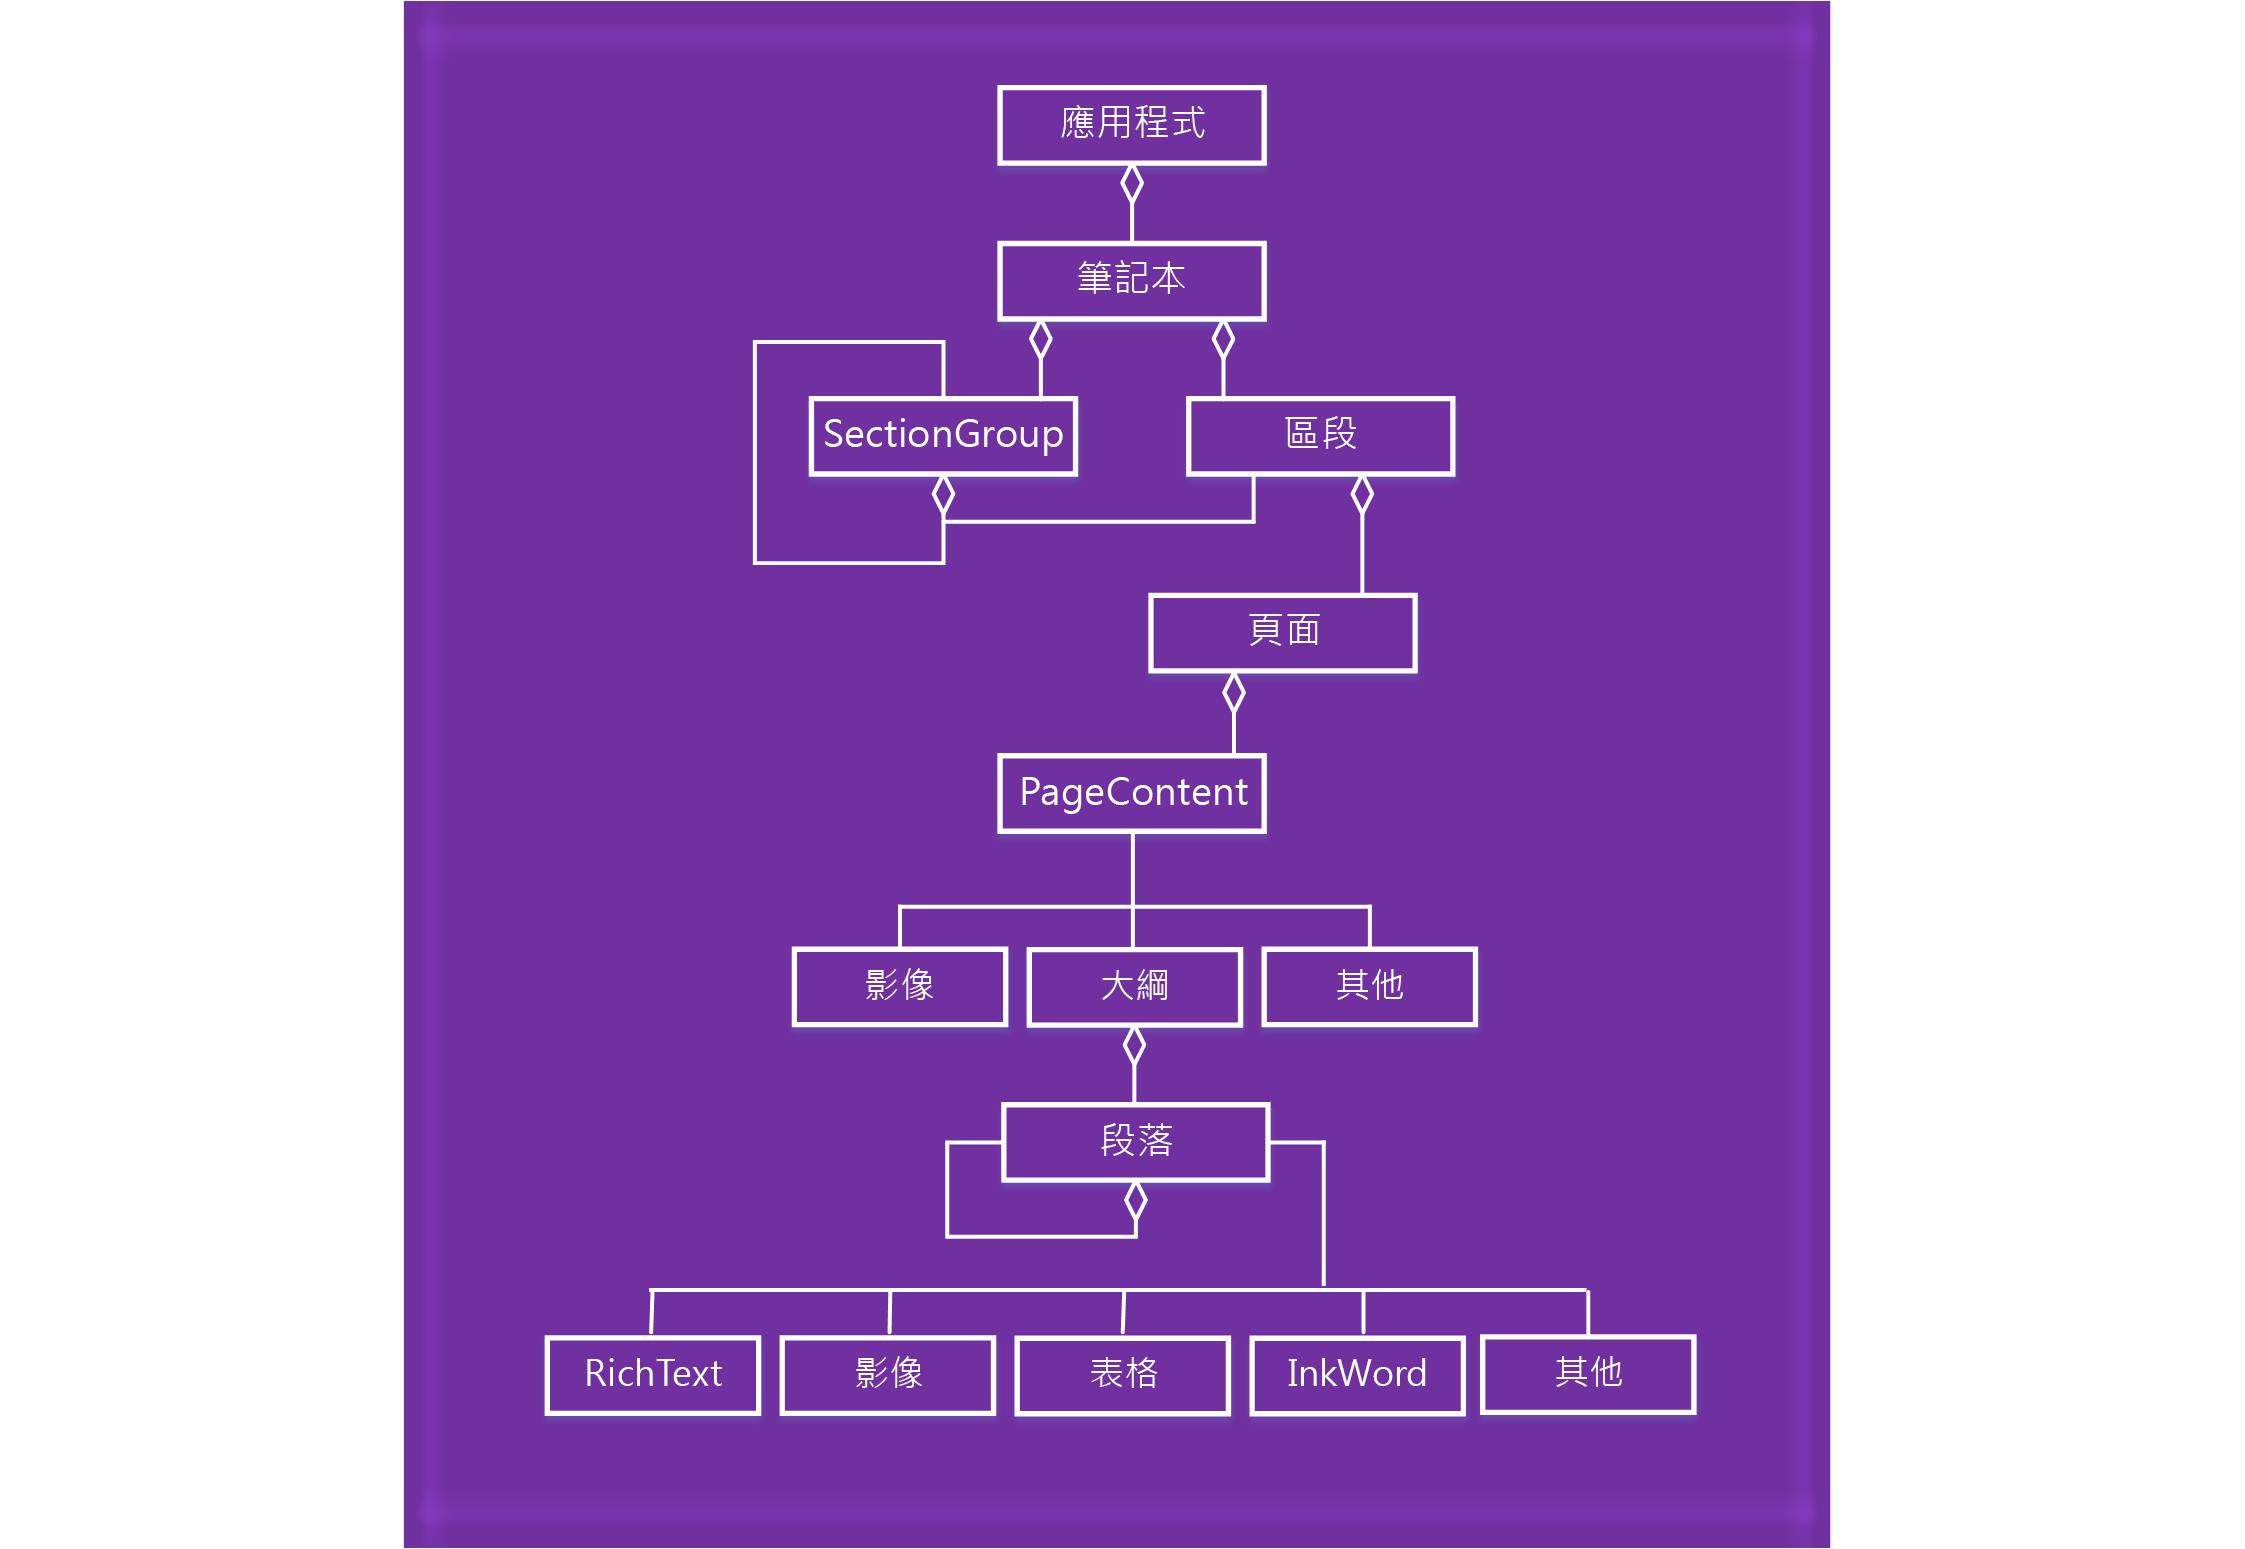 應用程式
筆記本
SectionGroup
區段
頁面
PageContent
影像
大綱
其他
段落
RichText
影像
表格
InkWord
其他